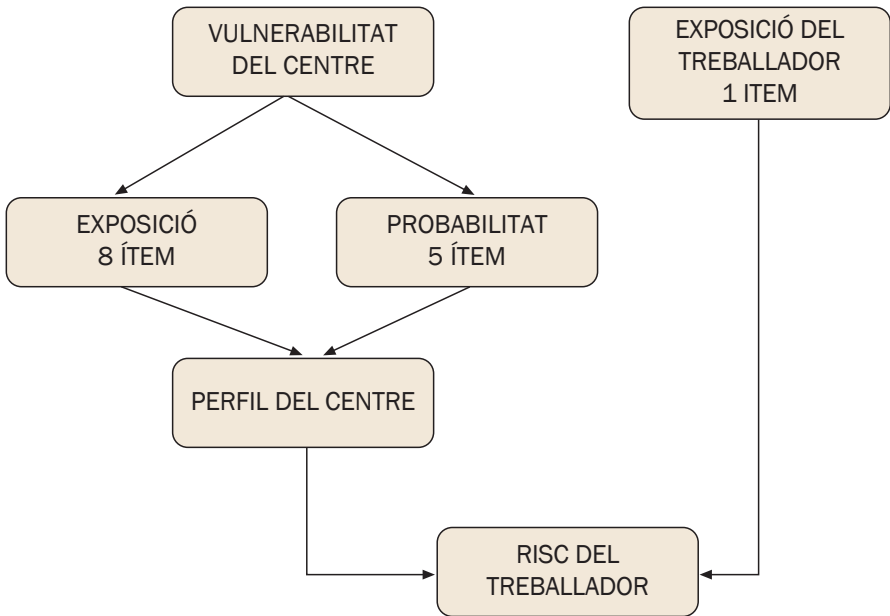 VULNERABILITAT
DEL CENTRE
EXPOSICIÓ DEL
TREBALLADOR
1 ITEM
EXPOSICIÓ
8 ÍTEM
PROBABILITAT
5 ÍTEM
PERFIL DEL CENTRE
RISC DEL
TREBALLADOR